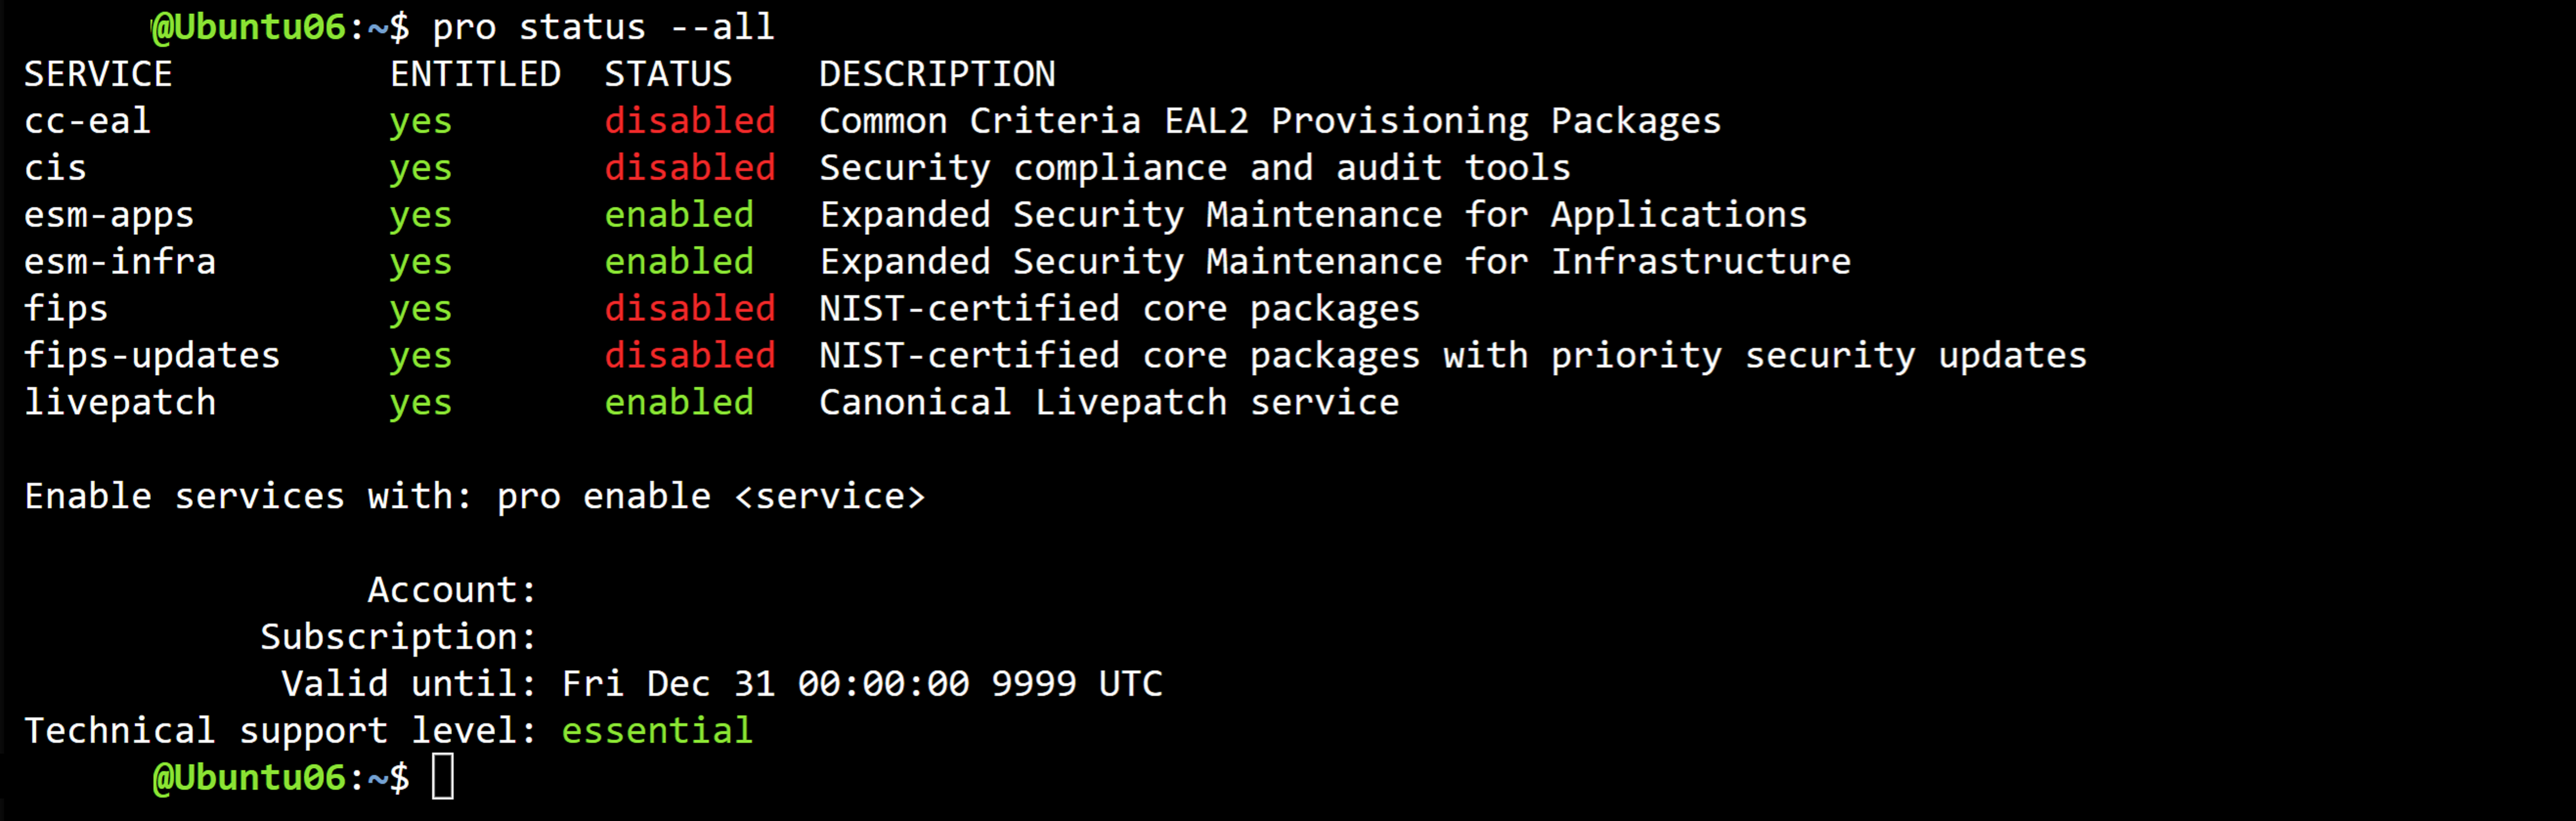 @Ubuntu06:~$ pro status --all
SERVICE          ENTITLED  STATUS    DESCRIPTION
cc-eal           yes       disabled  Common Criteria EAL2 Provisioning Packages
cis              yes       disabled  Security compliance and audit tools
esm-apps         yes       enabled   Expanded Security Maintenance for Applications
esm-infra        yes       enabled   Expanded Security Maintenance for Infrastructure
fips             yes       disabled  NIST-certified core packages
fips-updates     yes       disabled  NIST-certified core packages with priority security updates
livepatch        yes       enabled   Canonical Livepatch service
Enable services with: pro enable <service>
Account:
Subscription:
Valid until: Fri Dec 31 00:00:00 9999 UTC
Technical support level: essential
@Ubuntu06:~$